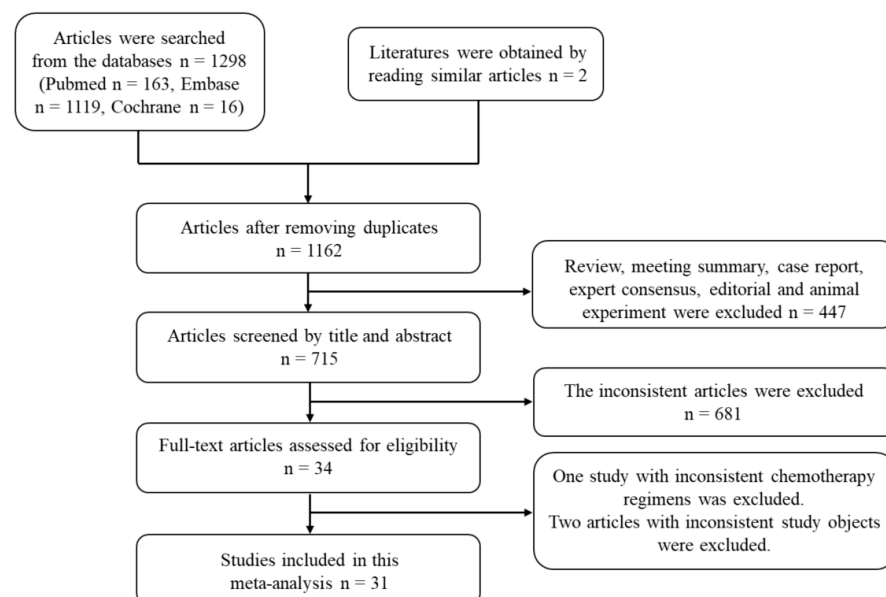 Articles were searched
from the databases n = 1298
(Pubmed n = 163, Embase
n = 1119, Cochrane n = 16)
Literatures were obtained by
reading similar articles n = 2
Articles after removing duplicates
n = 1162
Review, meeting summary, case report,
expert consensus, editorial and animal
experiment were excluded n = 447
Articles screened by title and abstract
n = 715
The inconsistent articles were excluded
n = 681
Full-text articles assessed for eligibility
n = 34
One study with inconsistent chemotherapy
regimens was excluded.
Two articles with inconsistent study objects
were excluded.
Studies included in this
meta-analysis n = 31